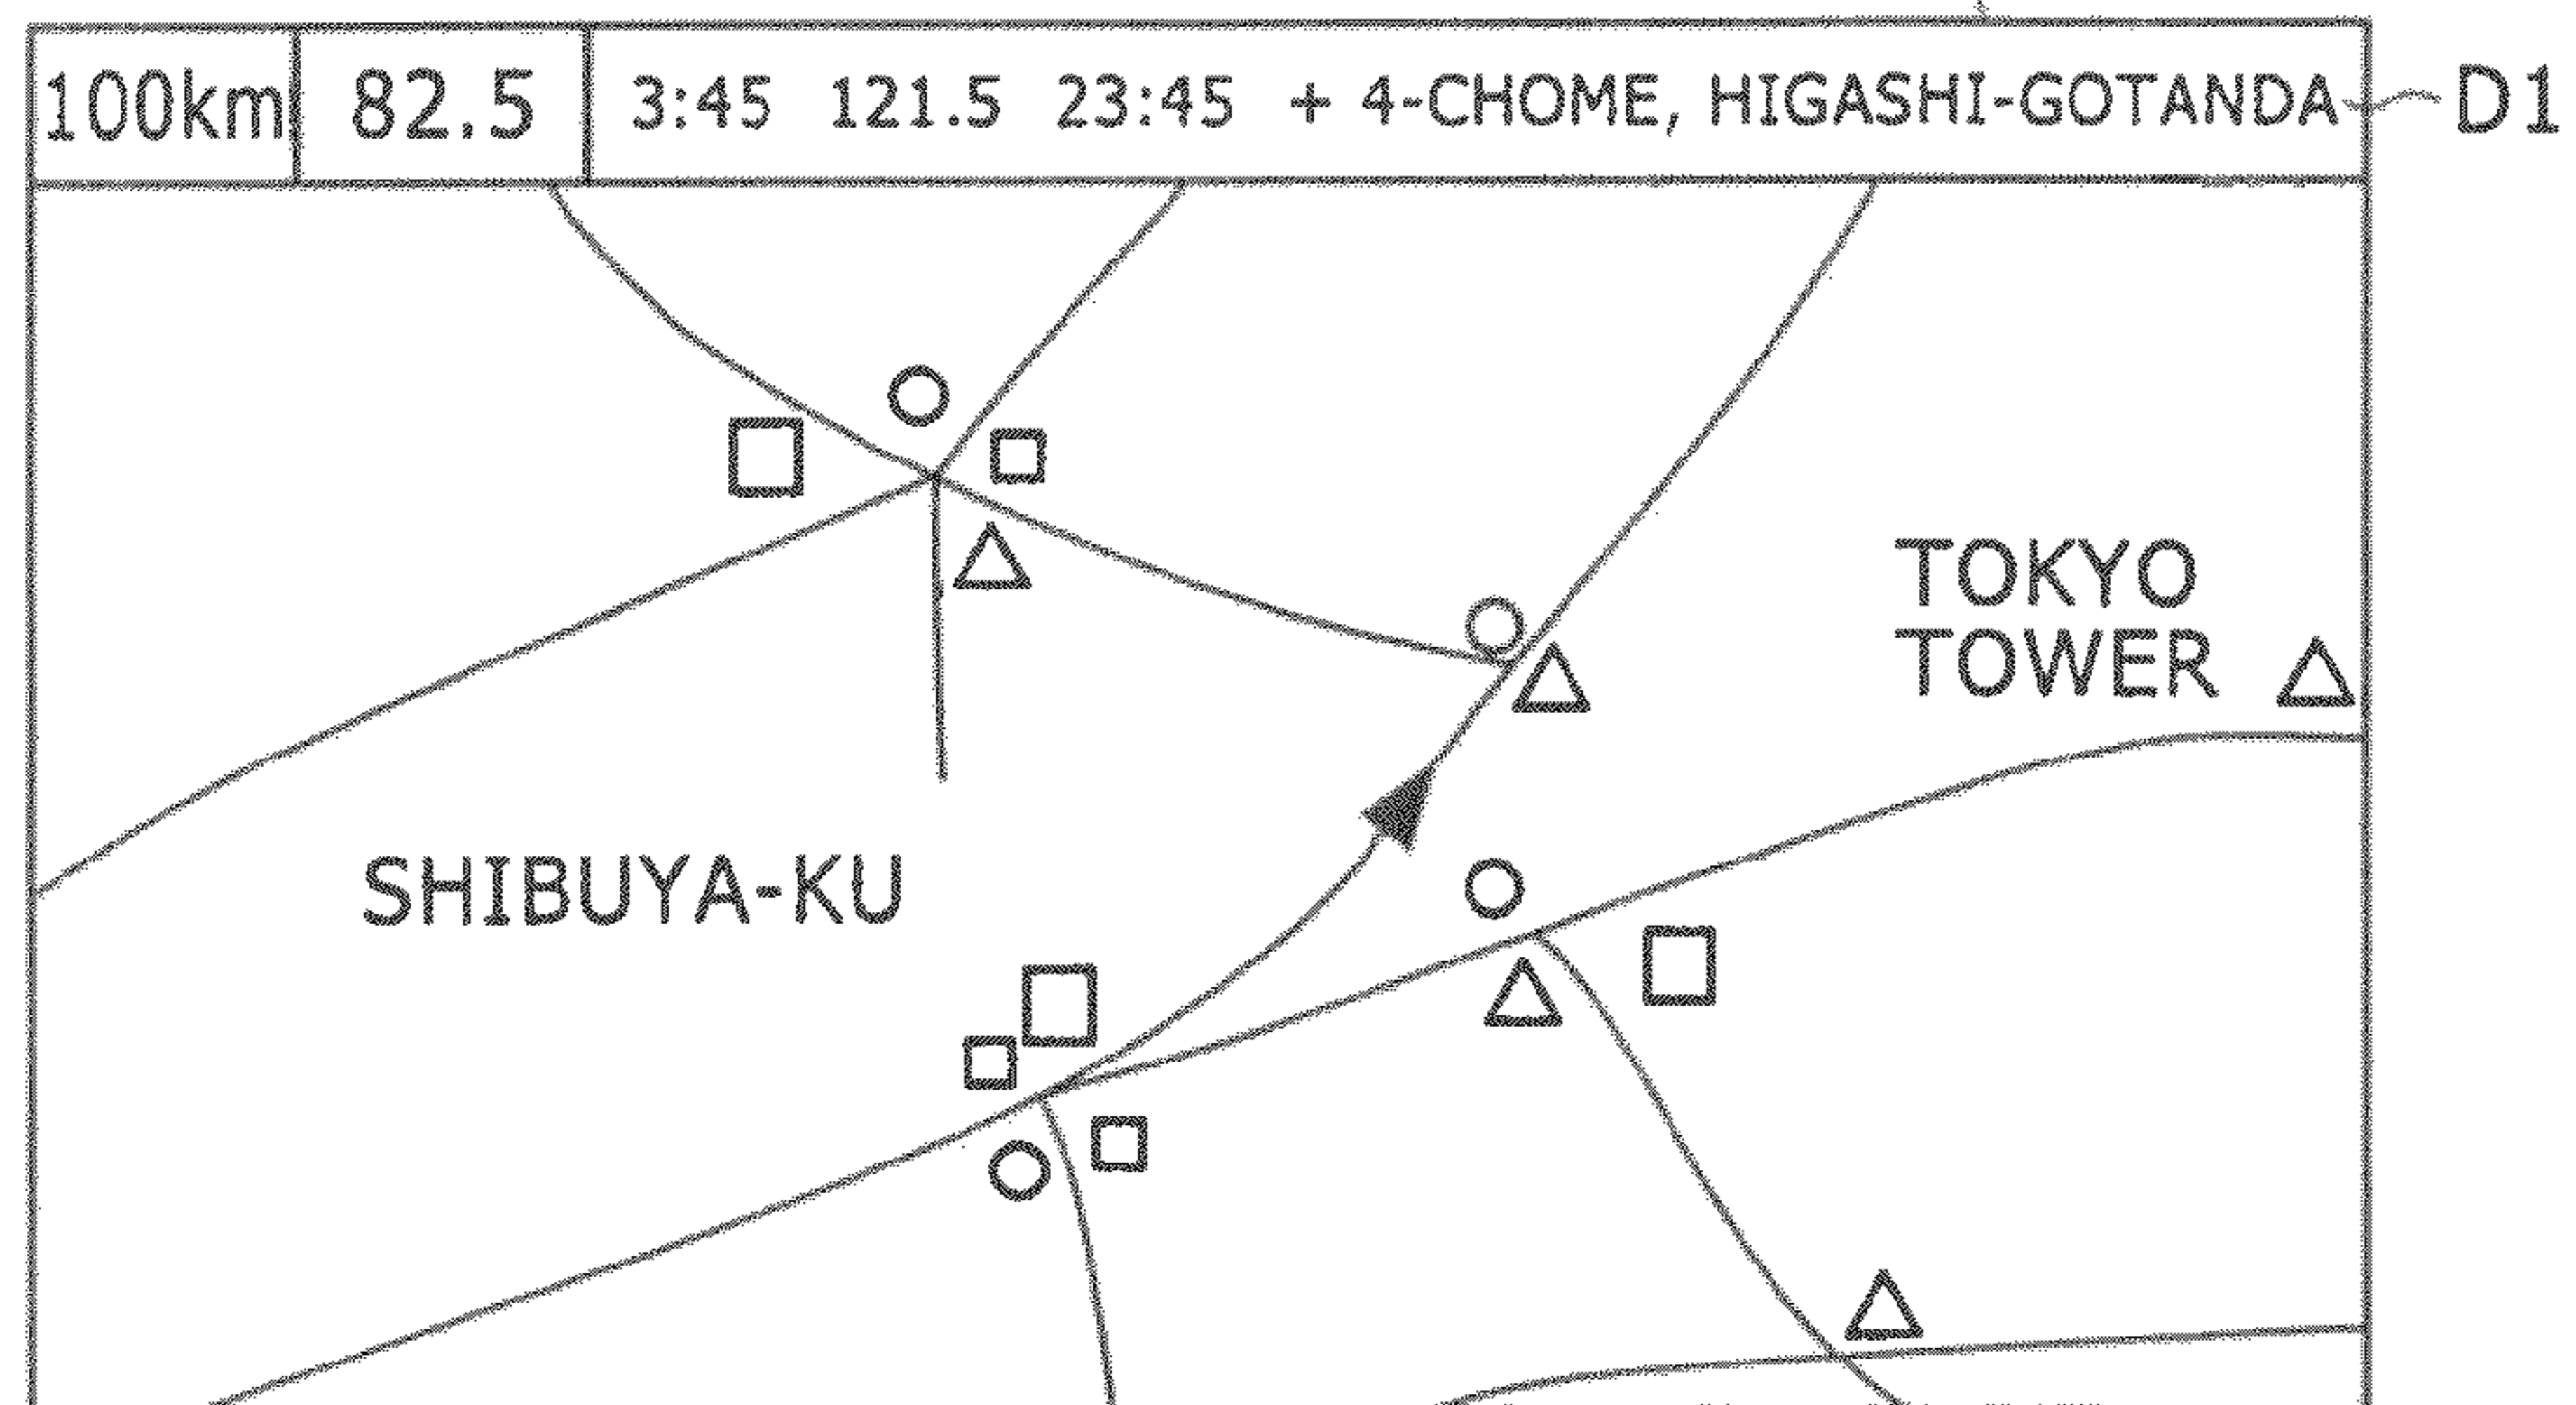 100km 82.5 3:45 121.5 23:45 + 4-CHOME, HIGASHI-GOTANDA D1
TOKYO
TOWER
SHIBUYA-KU